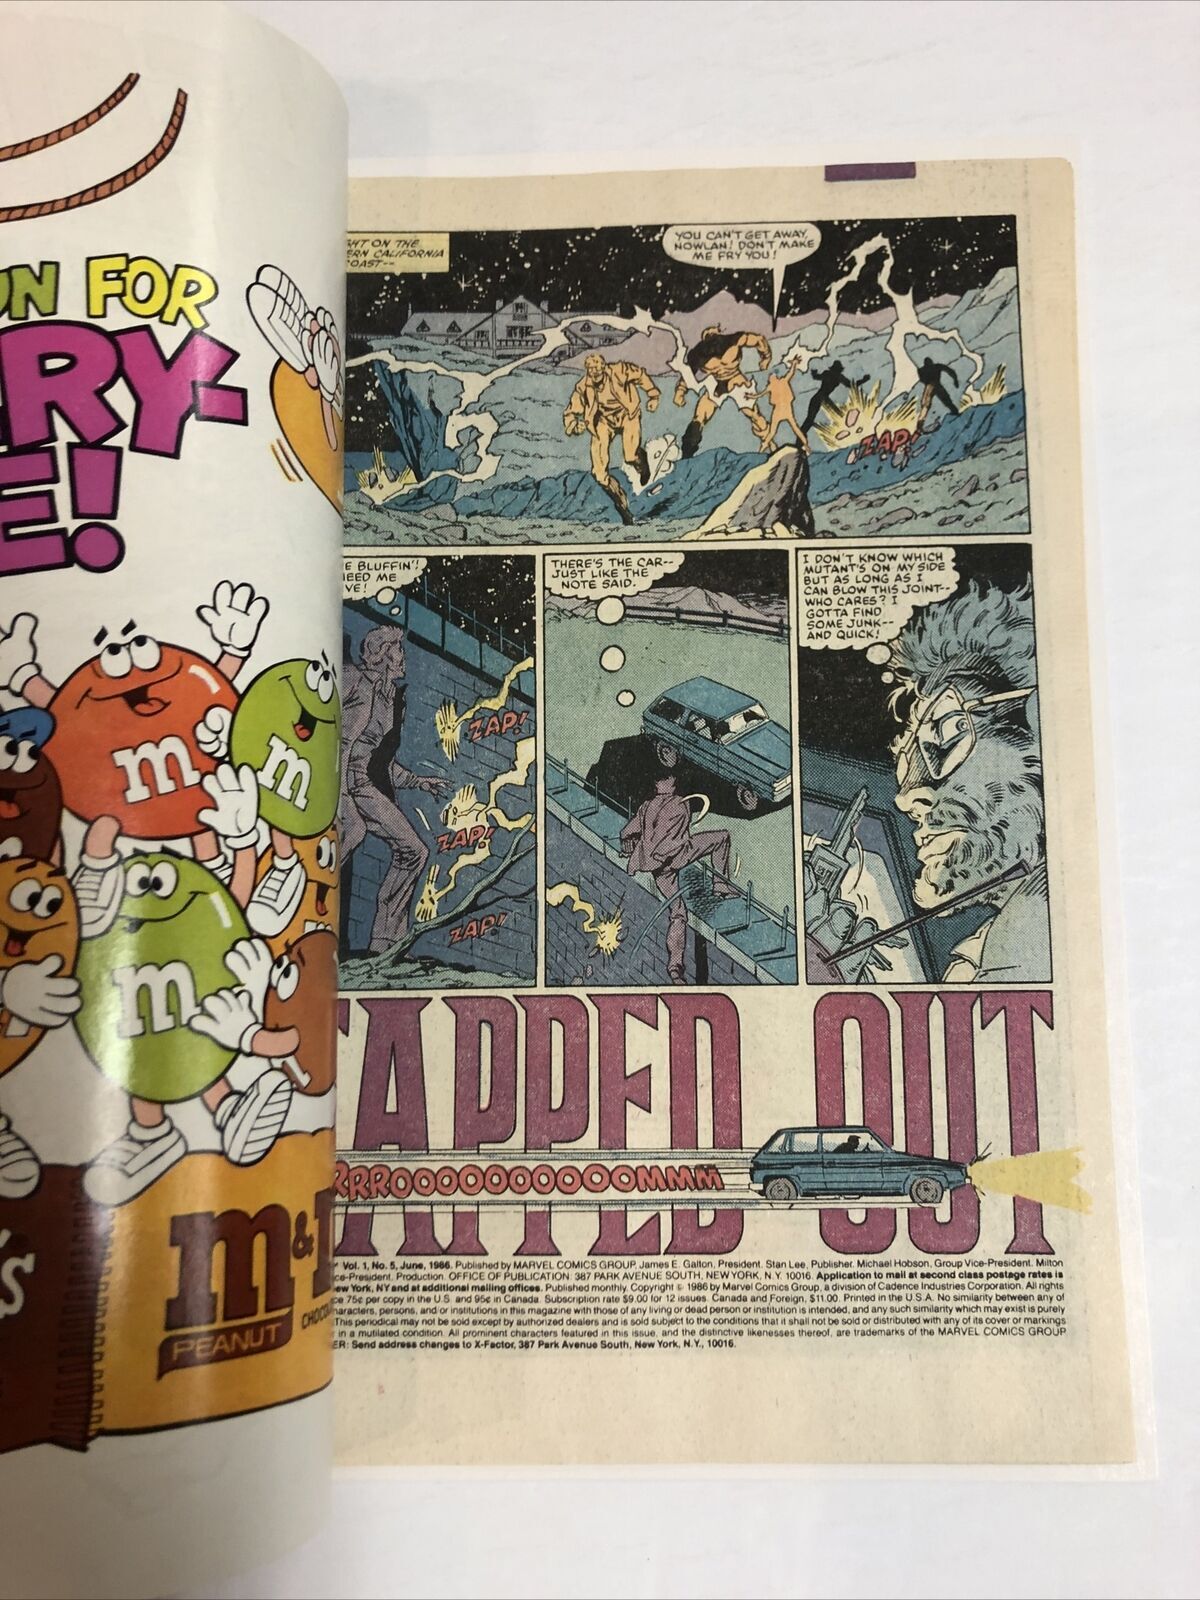 ON FOR
RY-
E!
m
m
m
m
PEANUT
HT ON THE
ERN CALIFORNIA
OAST--
YOU CAN'T GET AWAY,
NOWLAN! DON'T MAKE
ME FRY YOU!
ZAP!
E BLUFFIN'!
NEED ME
VE!
ZAP!
ZAP!
ZAP!
THERE'S THE CAR--
JUST LIKE THE
NOTE SAID.
I DON'T KNOW WHICH
MUTANT'S ON MY SIDE
BUT AS LONG AS I
CAN BLOW THIS JOINT--
WHO CARES? I
GOTTA FIND
SOME JUNK--
AND QUICK!
TAPPED OUT
RRROOOOOOOOOOOMMM
Vol. 1, No. 5, June, 1986. Published by MARVEL COMICS GROUP, James E. Galton, President. Stan Lee, Publisher. Michael Hobson, Group Vice-President. Milton
ce-President, Production. OFFICE OF PUBLICATION: 387 PARK AVENUE SOUTH, NEW YORK, N.Y. 10016. Application to mail at second class postage rates is
ew York, NY and at additional mailing offices. Published monthly. Copyright © 1986 by Marvel Comics Group, a division of Cadence Industries Corporation. All rights
ce 75¢ per copy in the U.S. and 95¢ in Canada. Subscription rate $9.00 for 12 issues. Canada and Foreign, $11.00. Printed in the U.S.A. No similarity between any of
haracters, persons, and/or institutions in this magazine with those of any living or dead person or institution is intended, and any such similarity which may exist is purely
This periodical may not be sold except by authorized dealers and is sold subject to the conditions that it shall not be sold or distributed with any part of its cover or markings
in a mutilated condition. All prominent characters featured in this issue, and the distinctive likenesses thereof, are trademarks of the MARVEL COMICS GROUP
ER: Send address changes to X-Factor, 387 Park Avenue South, New York, N.Y., 10016.